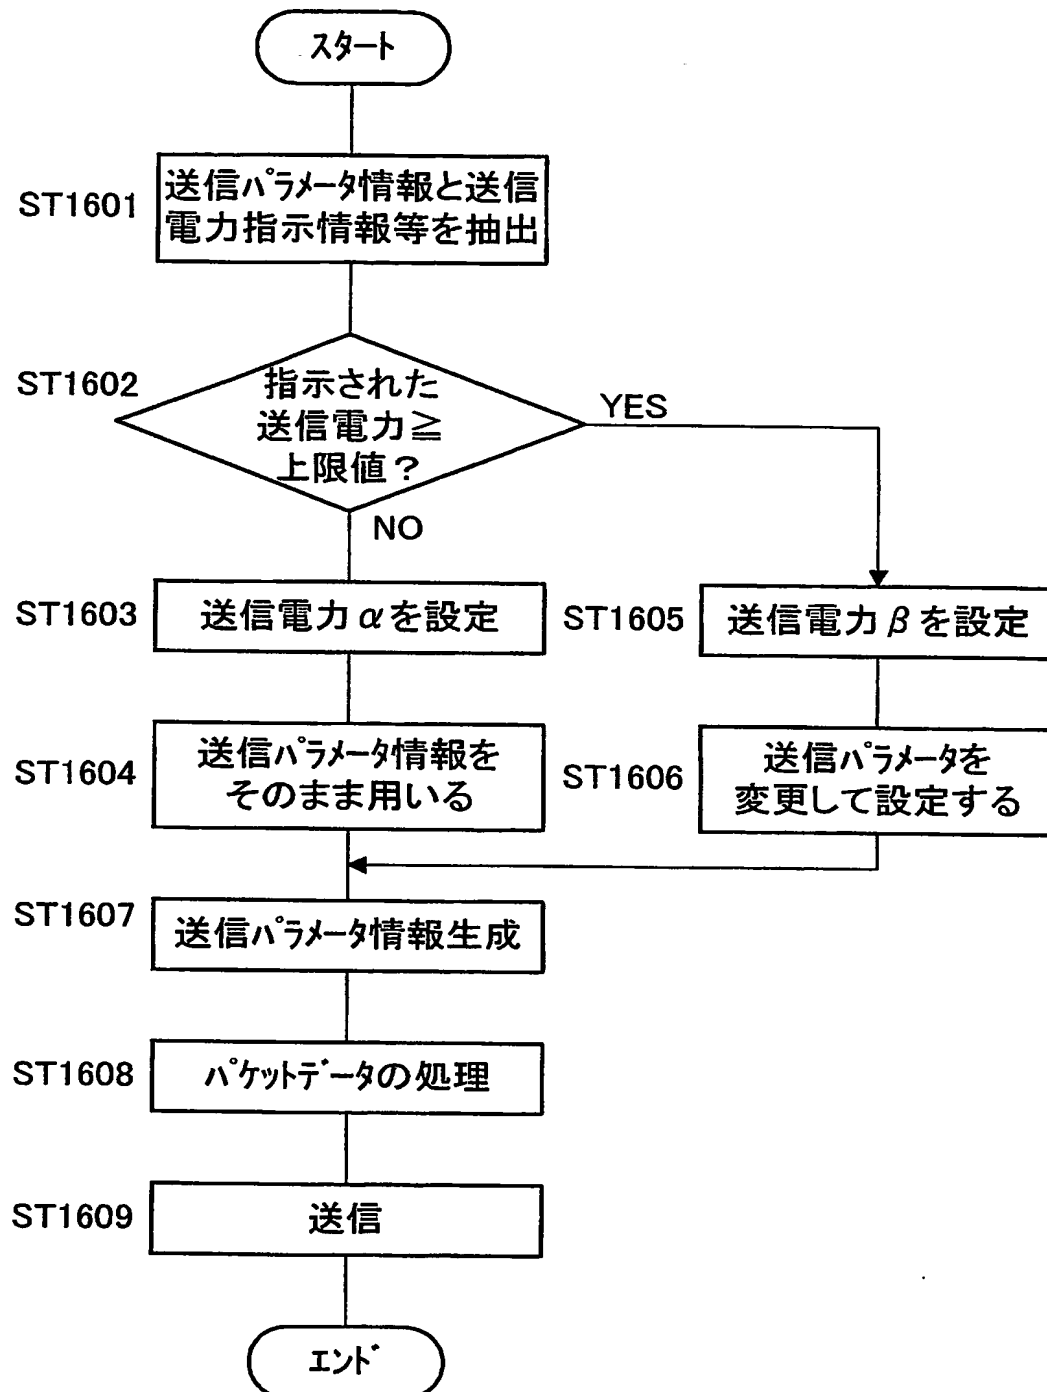 スタート
ST1601
送信パラメータ情報と送信
電力指示情報等を抽出
ST1602
指示された
送信電力≧
上限値?
YES
NO
ST1603
送信電力αを設定
ST1605
送信電力βを設定
ST1604
送信パラメータ情報を
そのまま用いる
ST1606
送信パラメータを
変更して設定する
ST1607
送信パラメータ情報生成
ST1608
パケットデータの処理
ST1609
送信
エンド